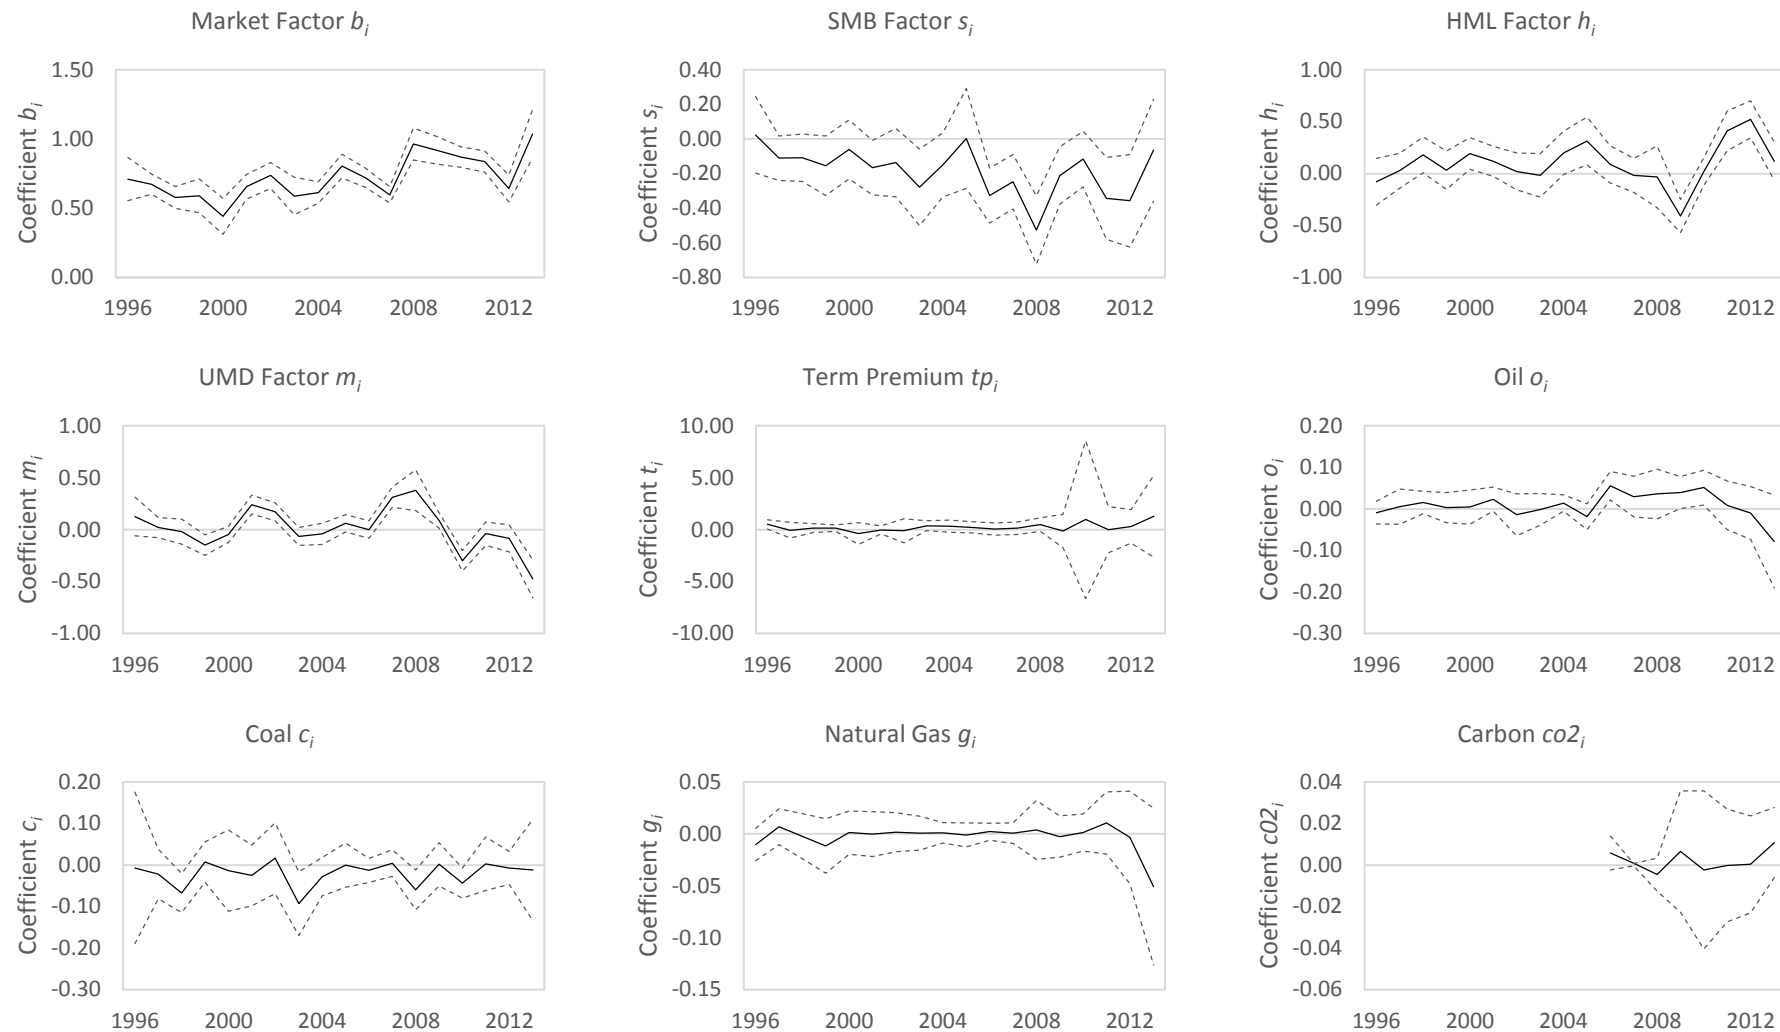 Market Factor bi
Coefficient bi
1.50
1.00
0.50
0.00
1996 2000 2004 2008 2012
SMB Factor si
Coefficient si
0.40
0.20
0.00
-0.20
-0.40
-0.60
-0.80
1996 2000 2004 2008 2012
HML Factor hi
Coefficient hi
1.00
0.50
0.00
-0.50
-1.00
1996 2000 2004 2008 2012
UMD Factor mi
Coefficient mi
1.00
0.50
0.00
-0.50
-1.00
1996 2000 2004 2008 2012
Term Premium tpi
Coefficient ti
10.00
5.00
0.00
-5.00
-10.00
1996 2000 2004 2008 2012
Oil oi
Coefficient oi
0.20
0.10
0.00
-0.10
-0.20
-0.30
1996 2000 2004 2008 2012
Coal ci
Coefficient ci
0.20
0.10
0.00
-0.10
-0.20
-0.30
1996 2000 2004 2008 2012
Natural Gas gi
Coefficient gi
0.05
0.00
-0.05
-0.10
-0.15
1996 2000 2004 2008 2012
Carbon co2i
Coefficient c02i
0.04
0.02
0.00
-0.02
-0.04
-0.06
1996 2000 2004 2008 2012